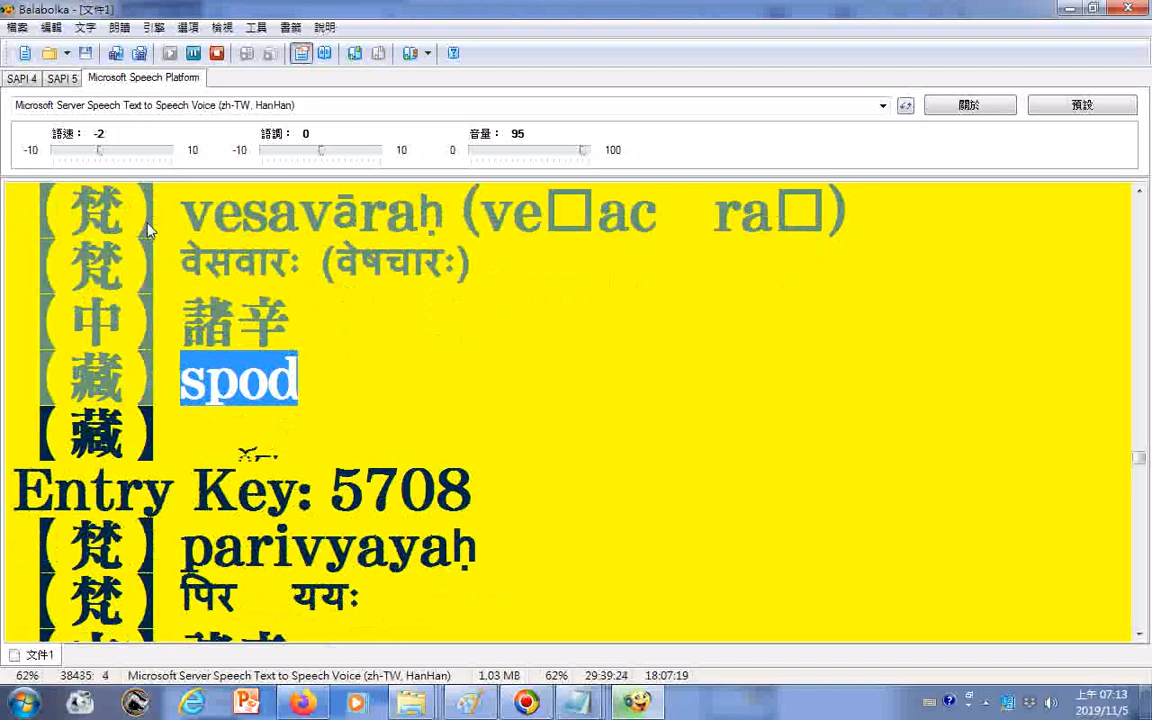 Balabolka - [文件1]
檔案 編輯 文字 朗讀 引擎 選項 檢視 工具 書籤 說明
SAPI 4 SAPI 5 Microsoft Speech Platform
Microsoft Server Speech Text to Speech Voice (zh-TW, HanHan) 關於 預設
語速： -2 語調： 0 音量： 95
-10 10 -10 10 0 100
【梵】 vesavāraḥ (ve□ac ra□)
【梵】 वेसवारः (वेषचारः)
【中】 諸辛
【藏】 spod
【藏】
Entry Key: 5708
【梵】 parivyayaḥ
【梵】 पिर ययः
文件1
62% 38435: 4 Microsoft Server Speech Text to Speech Voice (zh-TW, HanHan) 1.03 MB 62% 29:39:24 18:07:19
上午 07:13
2019/11/5